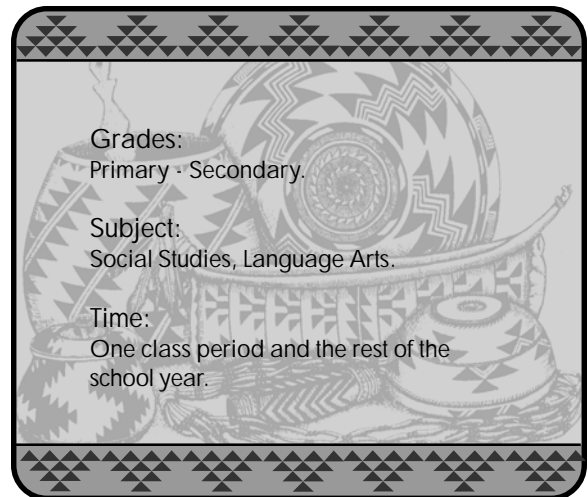 Grades:
Primary - Secondary.
Subject:
Social Studies, Language Arts.
Time:
One class period and the rest of the
school year.